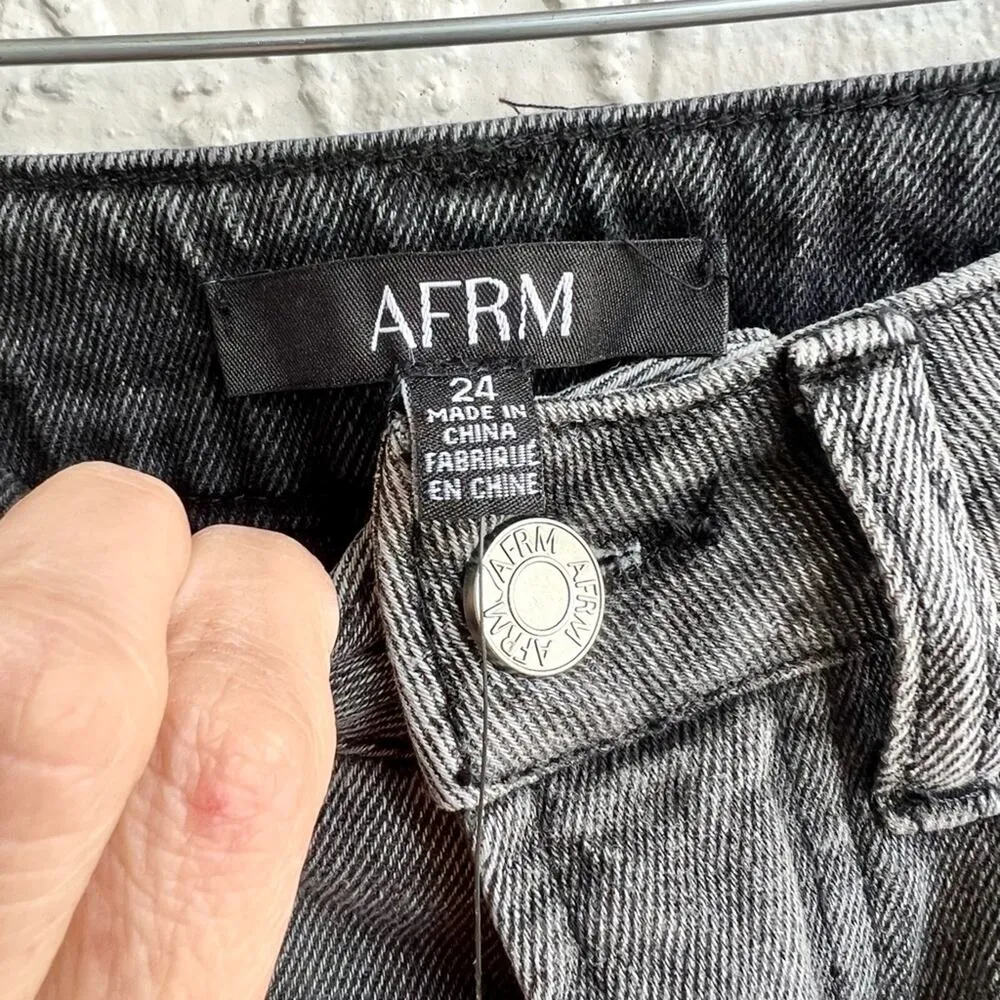 AFRM
24
MADE IN
CHINA
FABRIQUÉ
EN CHINE
AFRM AFRM AFRM